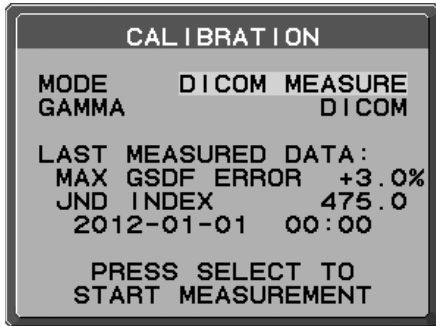 CALIBRATION
MODE DICOM MEASURE
GAMMA DICOM
LAST MEASURED DATA:
MAX GSDF ERROR +3.0%
JND INDEX 475.0
2012-01-01 00:00
PRESS SELECT TO
START MEASUREMENT